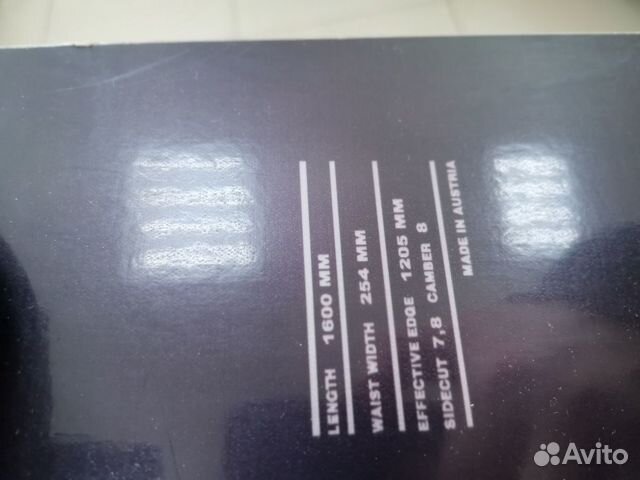 LENGTH 1600 MM
WAIST WIDTH 254 MM
EFFECTIVE EDGE 1205 MM
SIDECUT 7,8 CAMBER 8
MADE IN AUSTRIA
Avito